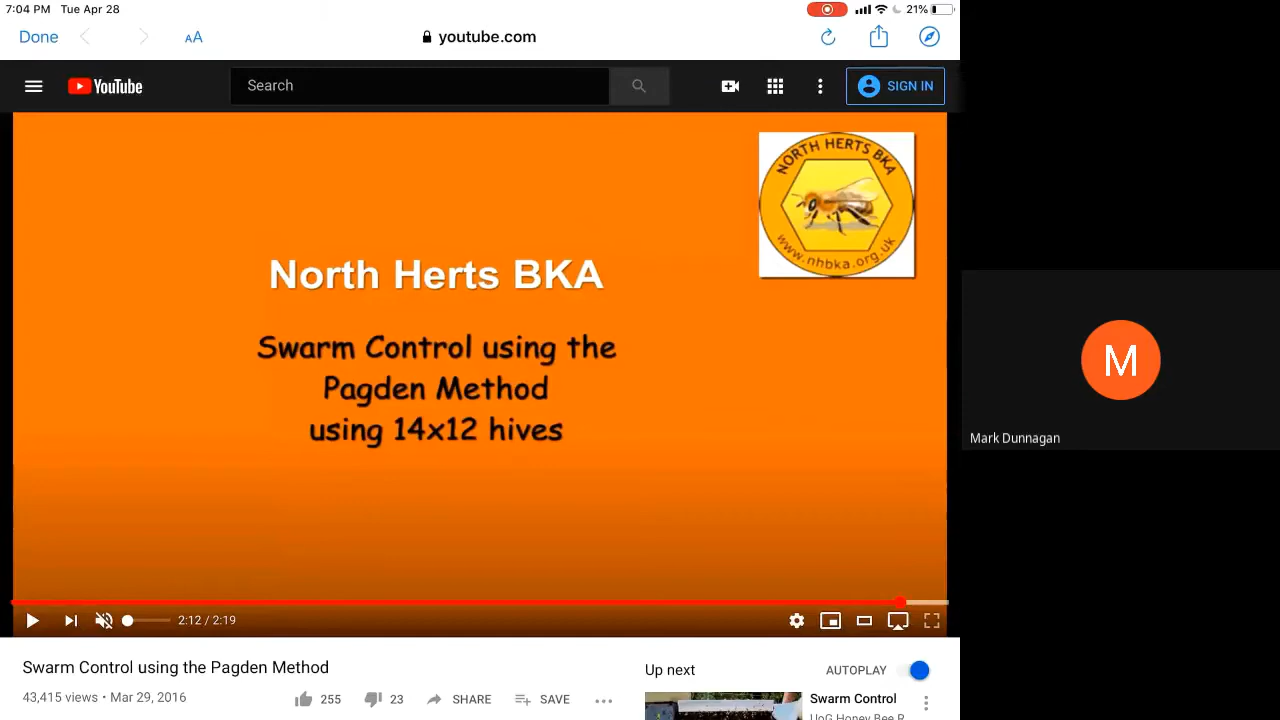 7:04 PM Tue Apr 28
21%
Done
AA
youtube.com
YouTube
Search
SIGN IN
NORTH HERTS BKA
www.nhbka.org.uk
North Herts BKA
Swarm Control using the
Pagden Method
using 14x12 hives
2:12 / 2:19
Swarm Control using the Pagden Method
43,415 views • Mar 29, 2016
255
23
SHARE
SAVE
Up next
AUTOPLAY
Swarm Control
UoG Honey Bee R
M
Mark Dunnagan